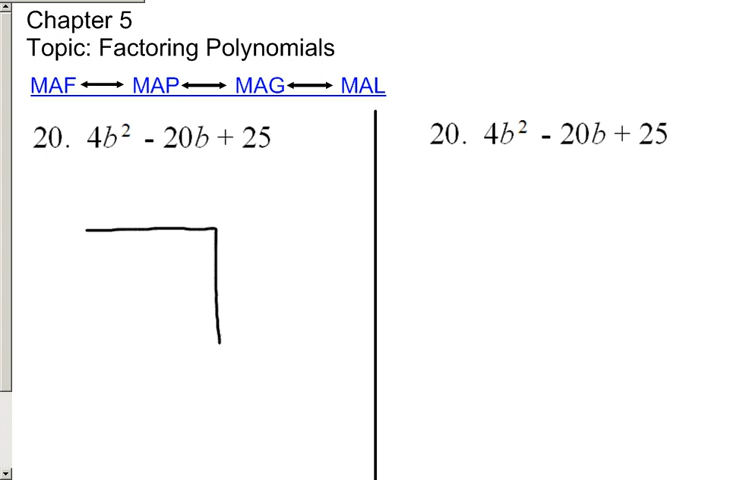 Chapter 5
Topic: Factoring Polynomials
MAF ⟷ MAP ⟷ MAG ⟷ MAL
20. 4b² - 20b + 25
20. 4b² - 20b + 25